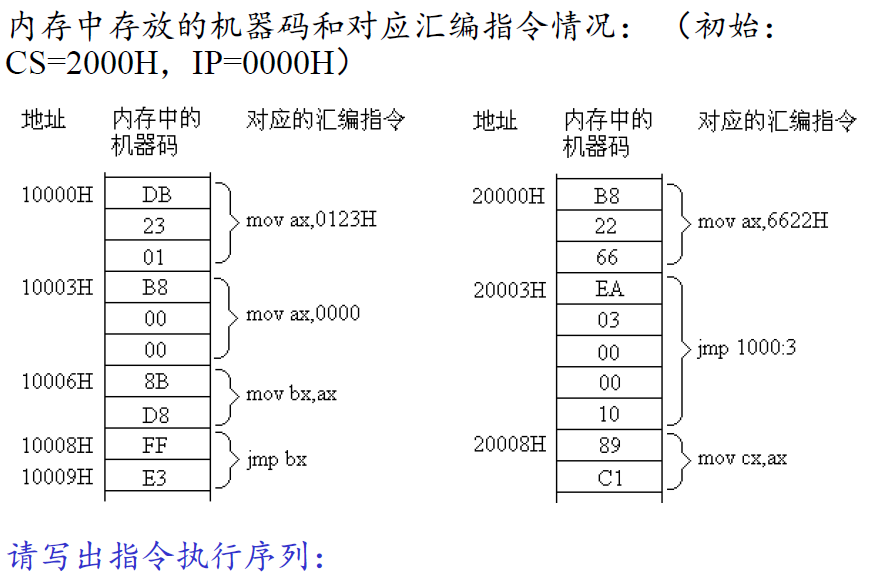 内存中存放的机器码和对应汇编指令情况：（初始：
CS=2000H，IP=0000H）
地址 内存中的 对应的汇编指令 地址 内存中的 对应的汇编指令
机器码 机器码
10000H DB mov ax,0123H 20000H B8 mov ax,6622H
23 22
01 66
10003H B8 mov ax,0000 20003H EA jmp 1000:3
00 03
00 00
10006H 8B mov bx,ax 00
D8 10
10008H FF jmp bx 20008H 89 mov cx,ax
10009H E3 C1
请写出指令执行序列：